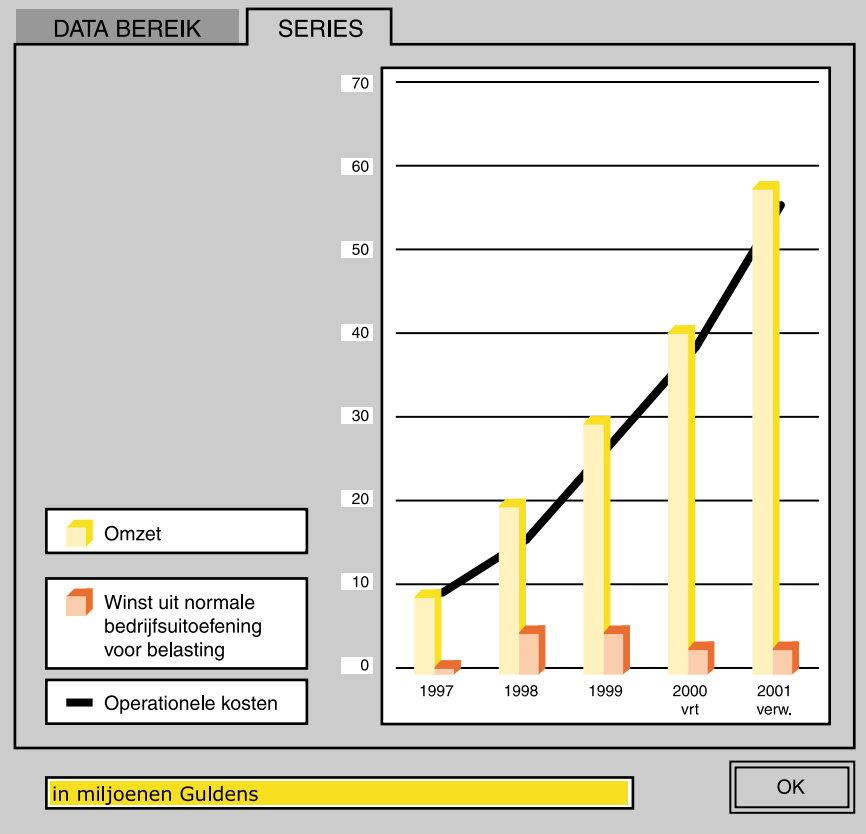 DATA BEREIK
SERIES
70
60
50
40
30
20
10
0
1997
1998
1999
2000
vrt
2001
verw.
Omzet
Winst uit normale
bedrijfsuitoefening
voor belasting
Operationele kosten
in miljoenen Guldens
OK